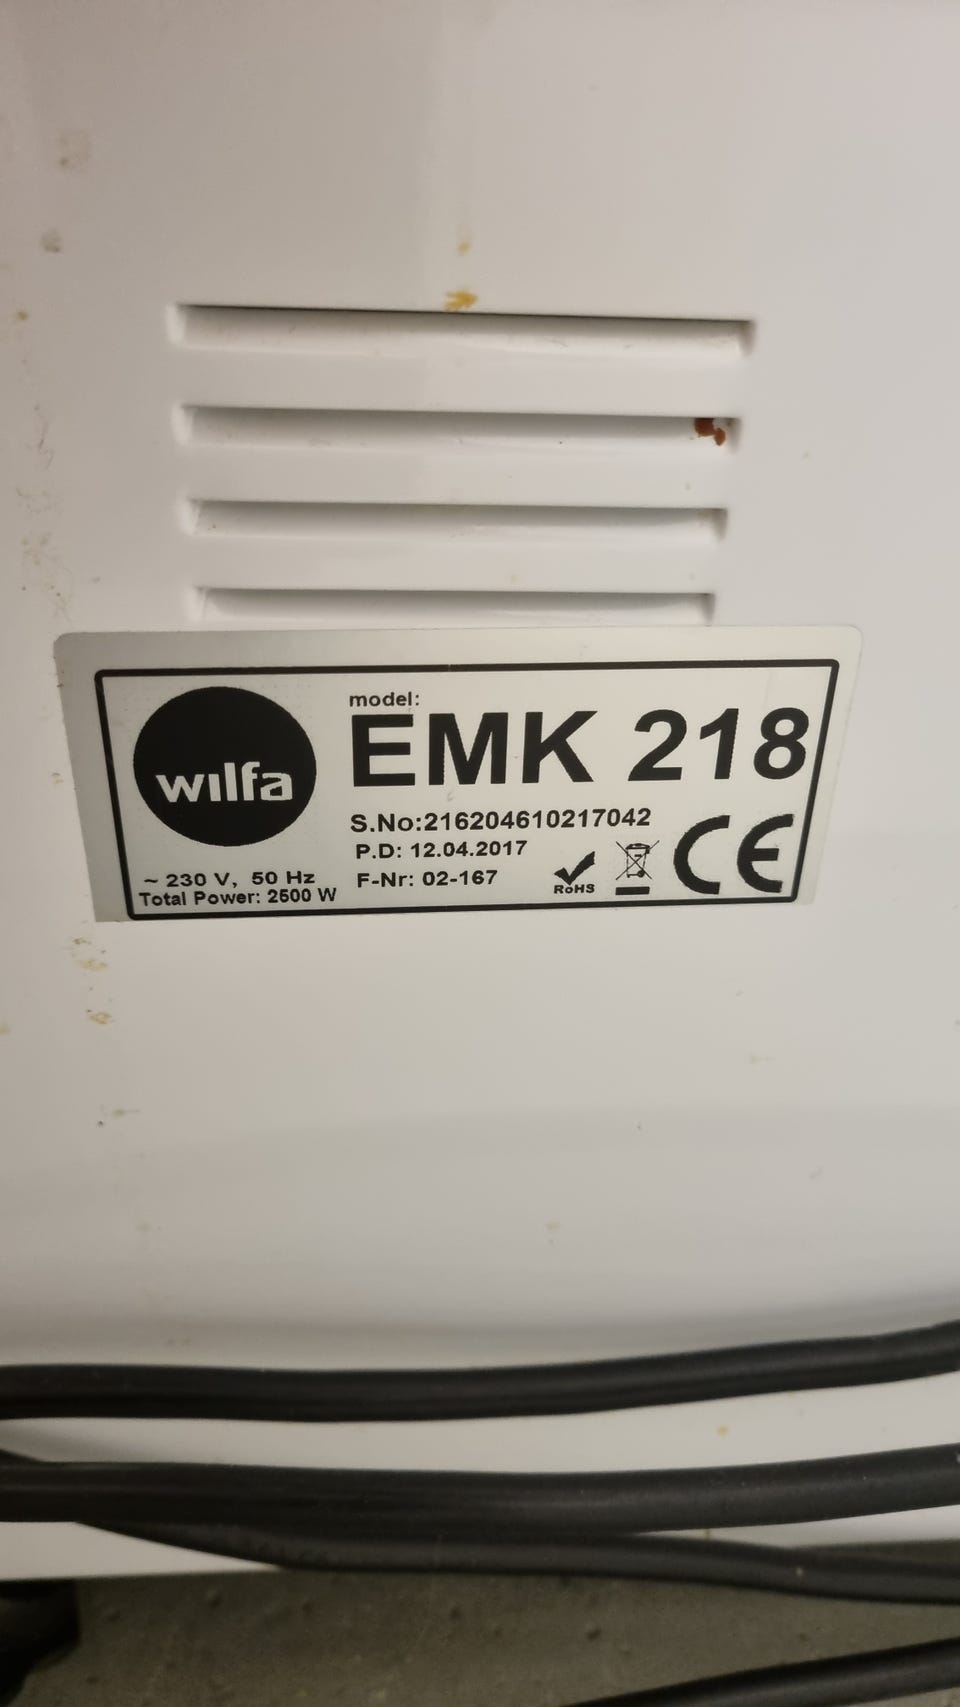 wilfa
model:
EMK 218
S.No:216204610217042
P.D: 12.04.2017
F-Nr: 02-167
~ 230 V, 50 Hz
Total Power: 2500 W
RoHS
CE